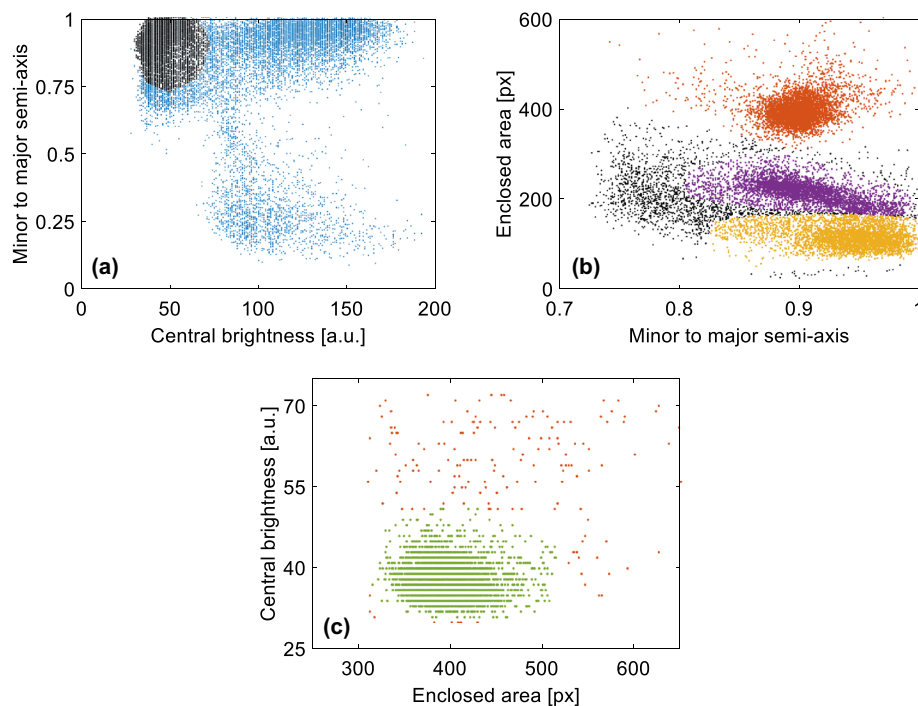 1
0.75
0.5
0.25
0
Minor to major semi-axis
(a)
0 50 100 150 200
Central brightness [a.u.]
600
400
200
0
Enclosed area [px]
(b)
0.7 0.8 0.9 1
Minor to major semi-axis
70
55
40
25
Central brightness [a.u.]
(c)
300 400 500 600
Enclosed area [px]